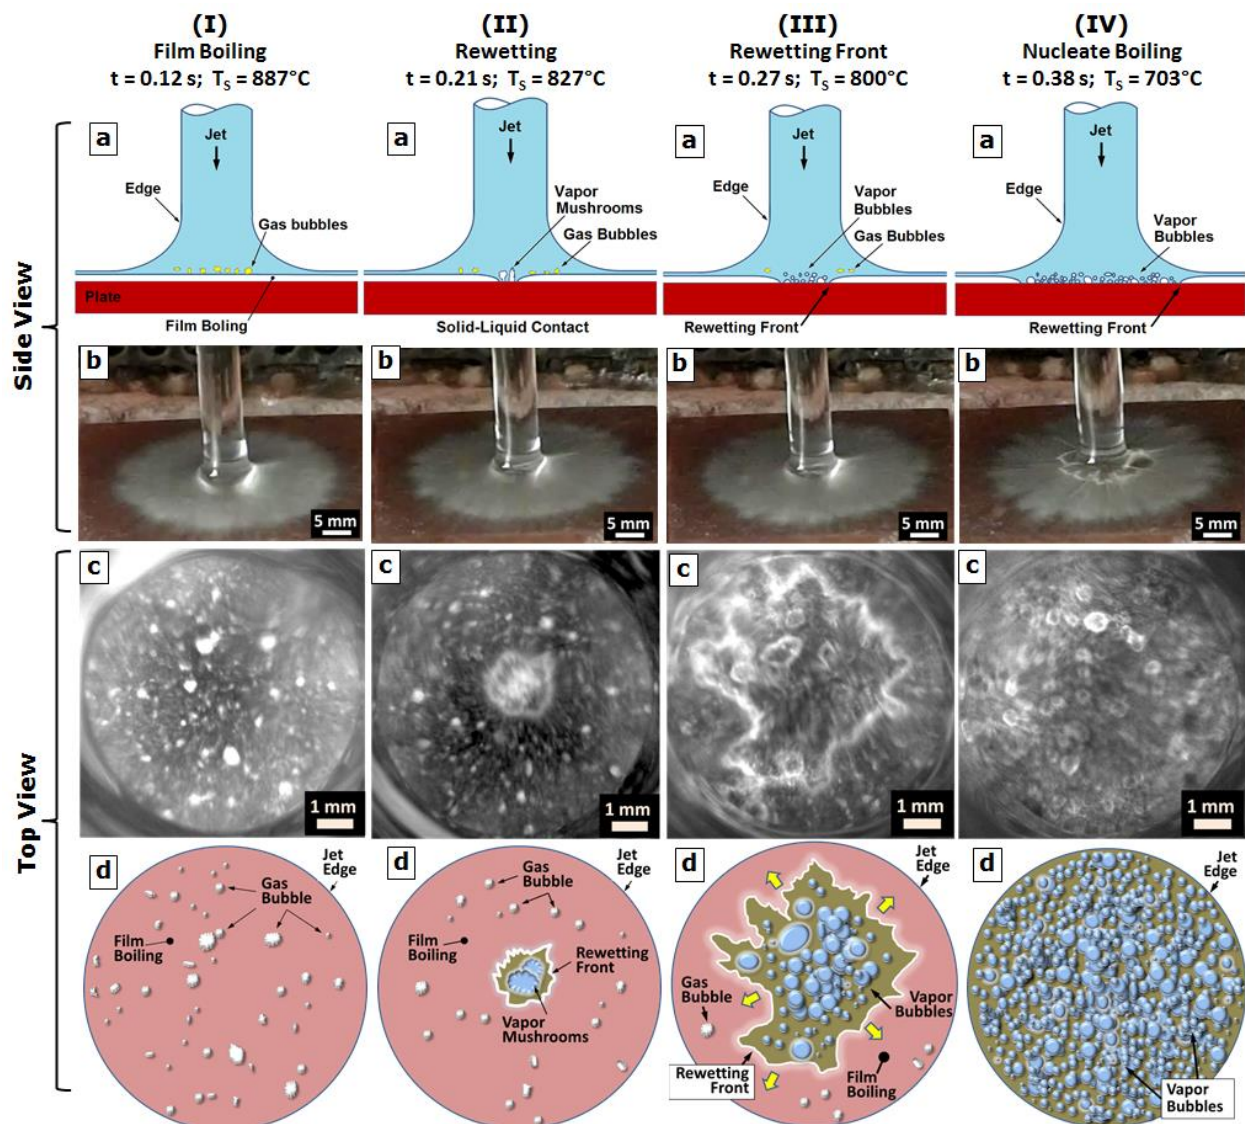 (I)
Film Boiling
t = 0.12 s; TS = 887°C
(II)
Rewetting
t = 0.21 s; TS = 827°C
(III)
Rewetting Front
t = 0.27 s; TS = 800°C
(IV)
Nucleate Boiling
t = 0.38 s; TS = 703°C
Side View
a
Jet
Edge
Gas bubbles
Plate
Film Boling
a
Jet
Vapor
Mushrooms
Gas Bubbles
Solid-Liquid Contact
a
Jet
Edge
Vapor
Bubbles
Gas Bubbles
Rewetting Front
a
Jet
Edge
Vapor
Bubbles
Rewetting Front
b
5 mm
b
5 mm
b
5 mm
b
5 mm
Top View
c
1 mm
c
1 mm
c
1 mm
c
1 mm
d
Jet
Edge
Gas
Bubble
Film
Boiling
d
Jet
Edge
Gas
Bubble
Film
Boiling
Rewetting
Front
Vapor
Mushrooms
d
Jet
Edge
Gas
Bubble
Vapor
Bubbles
Rewetting
Front
Film
Boiling
d
Jet
Edge
Vapor
Bubbles